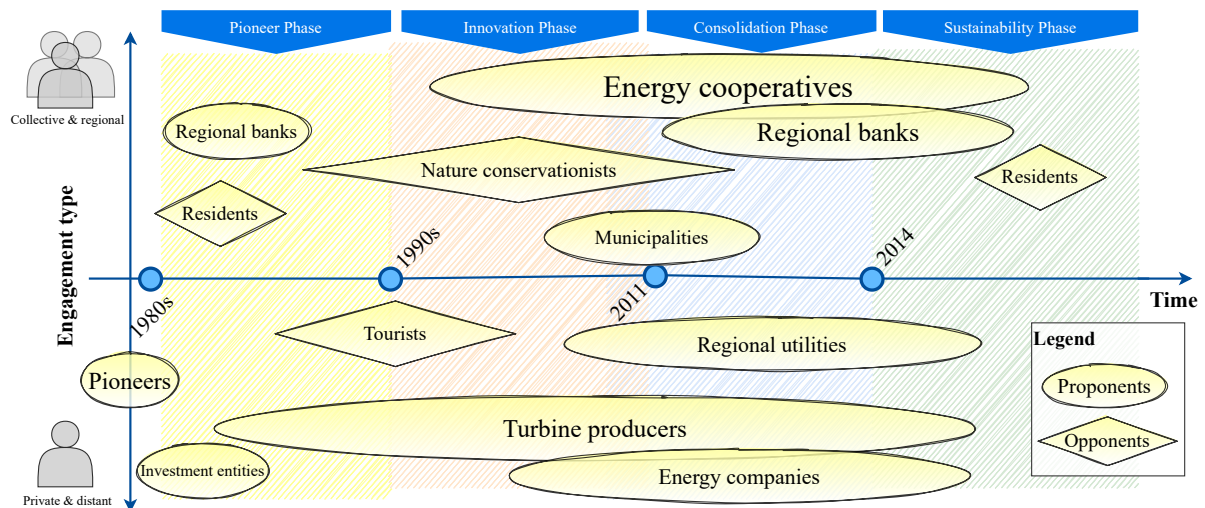 Pioneer Phase
Innovation Phase
Consolidation Phase
Sustainability Phase
Collective & regional
Energy cooperatives
Regional banks
Regional banks
Nature conservationists
Residents
Residents
Municipalities
Engagement type
1980s
1990s
2011
2014
Time
Tourists
Regional utilities
Pioneers
Turbine producers
Investment entities
Energy companies
Private & distant
Legend
Proponents
Opponents